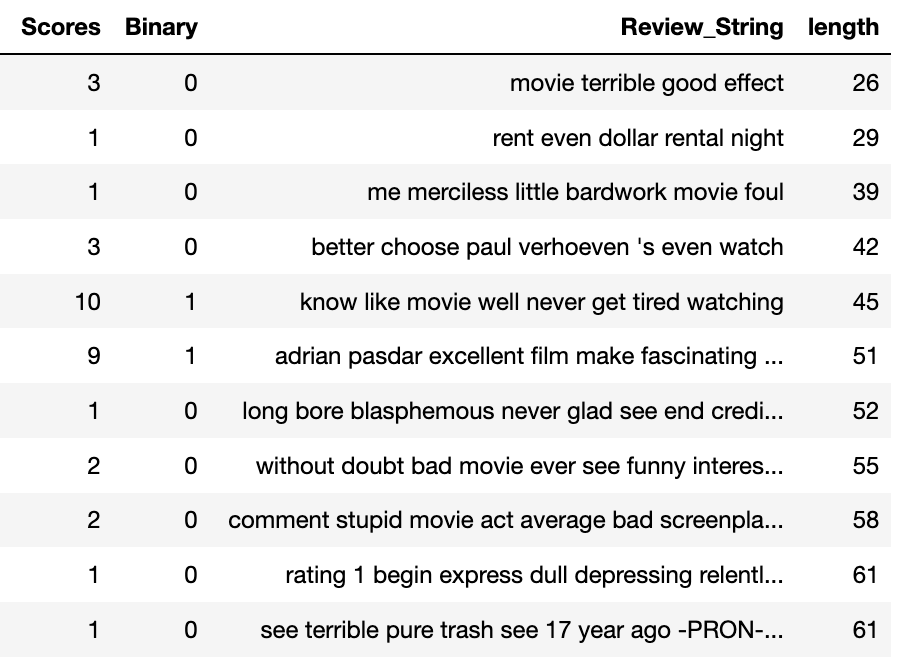 Scores Binary Review_String length
3 0 movie terrible good effect 26
1 0 rent even dollar rental night 29
1 0 me merciless little bardwork movie foul 39
3 0 better choose paul verhoeven 's even watch 42
10 1 know like movie well never get tired watching 45
9 1 adrian pasdar excellent film make fascinating ... 51
1 0 long bore blasphemous never glad see end credi... 52
2 0 without doubt bad movie ever see funny interes... 55
2 0 comment stupid movie act average bad screenpla... 58
1 0 rating 1 begin express dull depressing relentl... 61
1 0 see terrible pure trash see 17 year ago -PRON-... 61